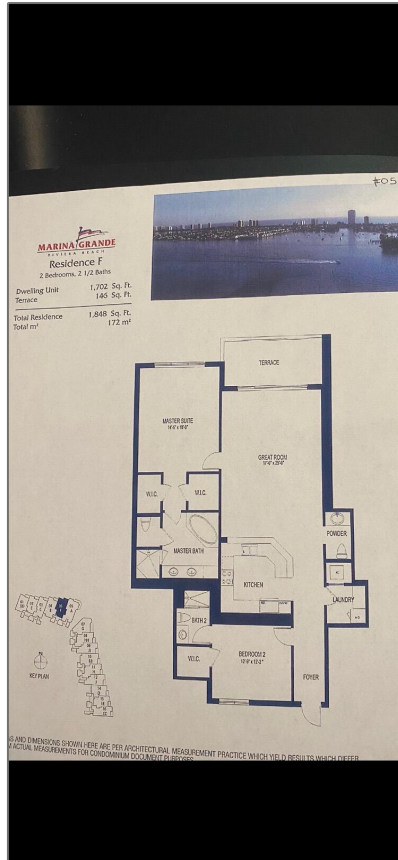 #05
MARINA GRANDE
RIVIERA BEACH
Residence F
2 Bedrooms, 2 1/2 Baths
Dwelling Unit 1,702 Sq. Ft.
Terrace 146 Sq. Ft.
Total Residence 1,848 Sq. Ft.
Total m² 172 m²
TERRACE
MASTER SUITE
GREAT ROOM
W.I.C.
W.I.C.
POWDER
MASTER BATH
KITCHEN
LAUNDRY
BATH 2
W.I.C.
BEDROOM 2
FOYER
KEY PLAN
AND DIMENSIONS SHOWN HERE ARE PER ARCHITECTURAL MEASUREMENT PRACTICE WHICH YIELD RESULTS WHICH DIFFER
ACTUAL MEASUREMENTS FOR CONDOMINIUM DOCUMENT PURPOSES